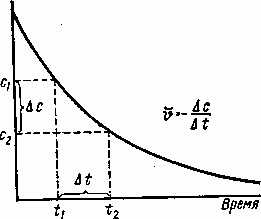 c₁
Δc
c₂
v̄ = - Δc/Δt
Δt
t₁
t₂
Время